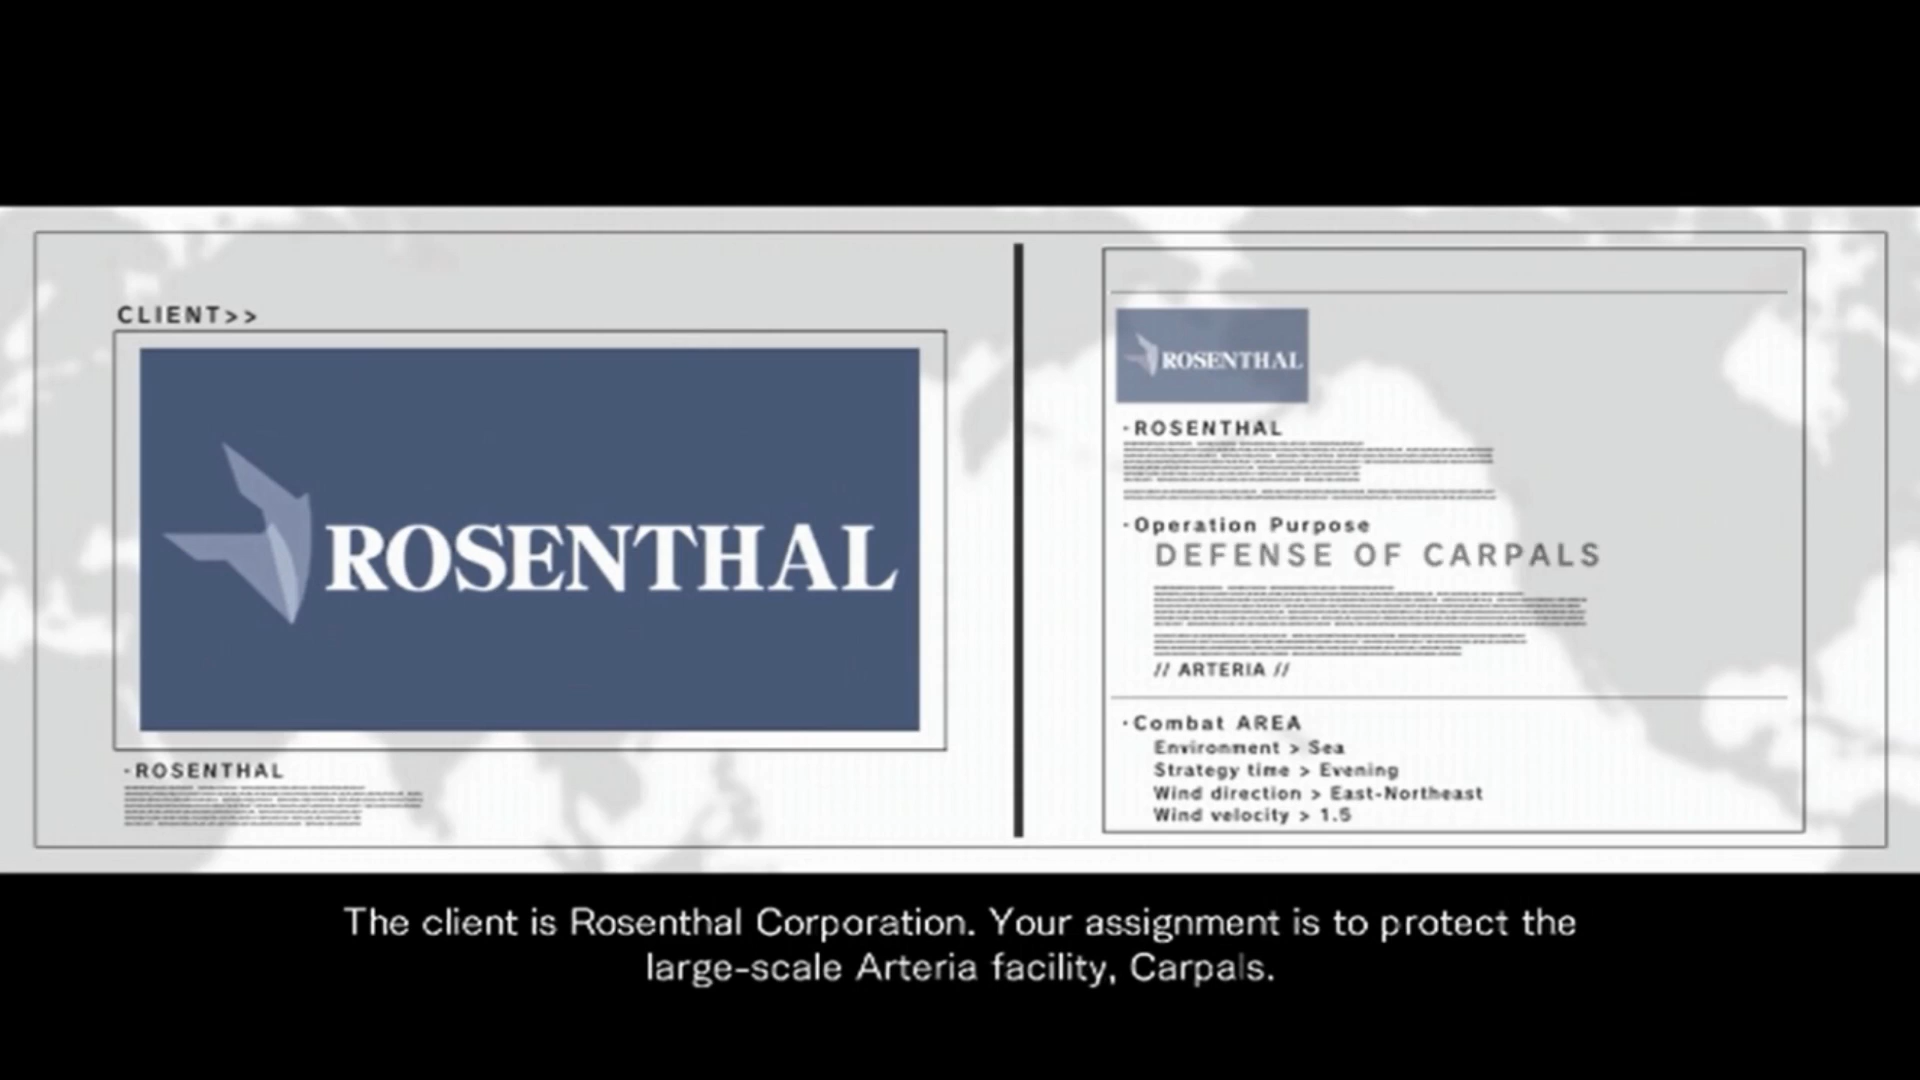 CLIENT>>
ROSENTHAL
·ROSENTHAL
ROSENTHAL
·ROSENTHAL
·Operation Purpose
DEFENSE OF CARPALS
// ARTERIA //
·Combat AREA
Environment > Sea
Strategy time > Evening
Wind direction > East-Northeast
Wind velocity > 1.5
The client is Rosenthal Corporation. Your assignment is to protect the
large-scale Arteria facility, Carpals.